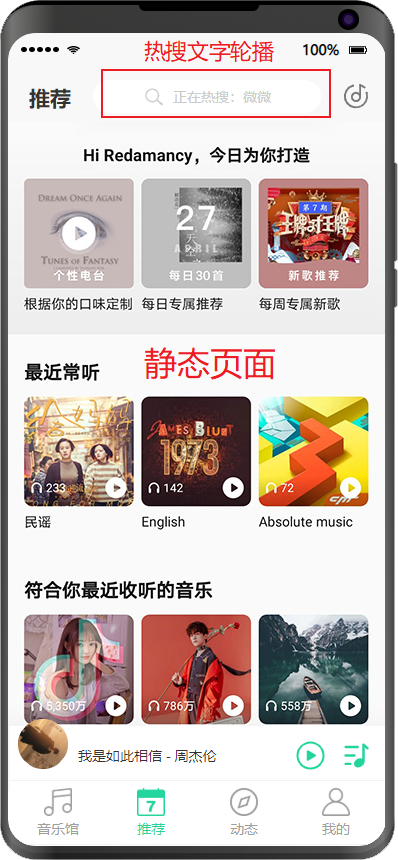 热搜文字轮播
100%
推荐
正在热搜：微微
Hi Redamancy，今日为你打造
DREAM ONCE AGAIN
TUNES OF FANTASY
个性电台
27
天空之
APRIL
每日30首
第7期
王牌对王牌
新歌推荐
根据你的口味定制
每日专属推荐
每周专属新歌
静态页面
最近常听
233
JAMES BLUNT
1973
142
72
民谣
English
Absolute music
符合你最近收听的音乐
5,350万
786万
558万
我是如此相信 - 周杰伦
音乐馆
7
推荐
动态
我的